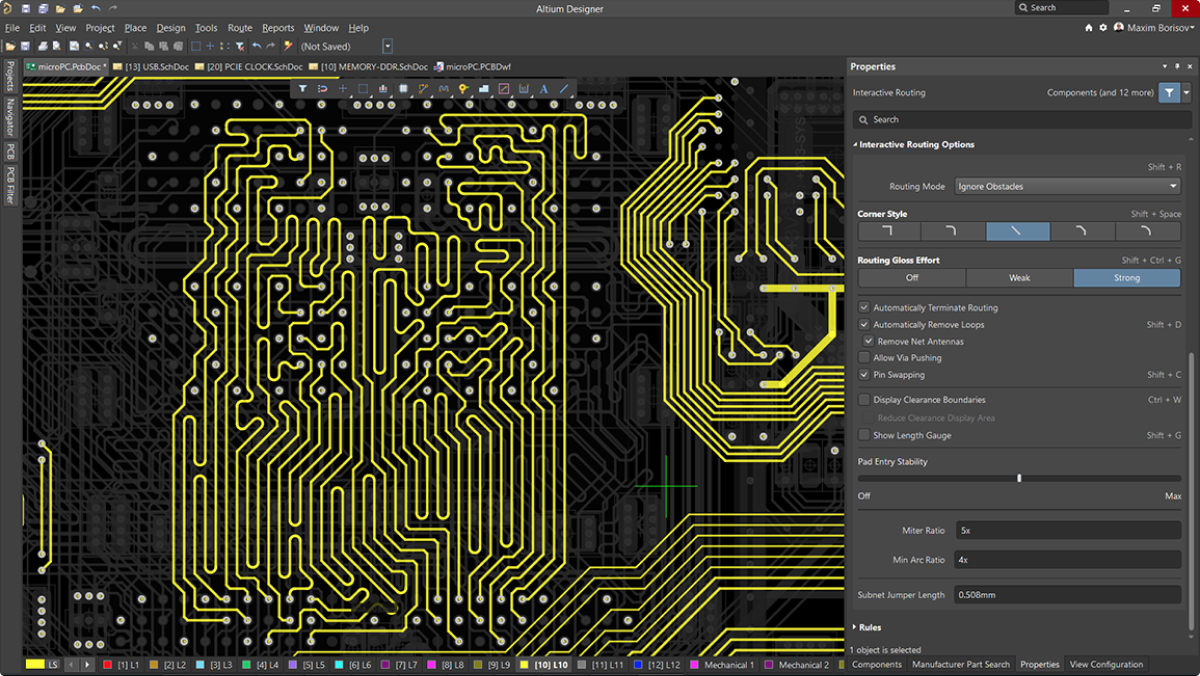 Altium Designer
Search
File Edit View Project Place Design Tools Route Reports Window Help
Maxim Borisov
(Not Saved)
microPC.PcbDoc * [13] USB.SchDoc [20] PCIE CLOCK.SchDoc [10] MEMORY-DDR.SchDoc microPC.PCBDwf
Projects
Navigator
PCB
PCB Filter
Properties
Interactive Routing Components (and 12 more)
Search
Interactive Routing Options
Shift + R
Routing Mode Ignore Obstacles
Corner Style Shift + Space
Routing Gloss Effort Shift + Ctrl + G
Off Weak Strong
Automatically Terminate Routing
Automatically Remove Loops Shift + D
Remove Net Antennas
Allow Via Pushing
Pin Swapping Shift + C
Display Clearance Boundaries Ctrl + W
Reduce Clearance Display Area
Show Length Gauge Shift + G
Pad Entry Stability
Off Max
Miter Ratio 5x
Min Arc Ratio 4x
Subnet Jumper Length 0.508mm
Rules
1 object is selected
LS [1] L1 [2] L2 [3] L3 [4] L4 [5] L5 [6] L6 [7] L7 [8] L8 [9] L9 [10] L10 [11] L11 [12] L12 Mechanical 1 Mechanical 2
Components Manufacturer Part Search Properties View Configuration